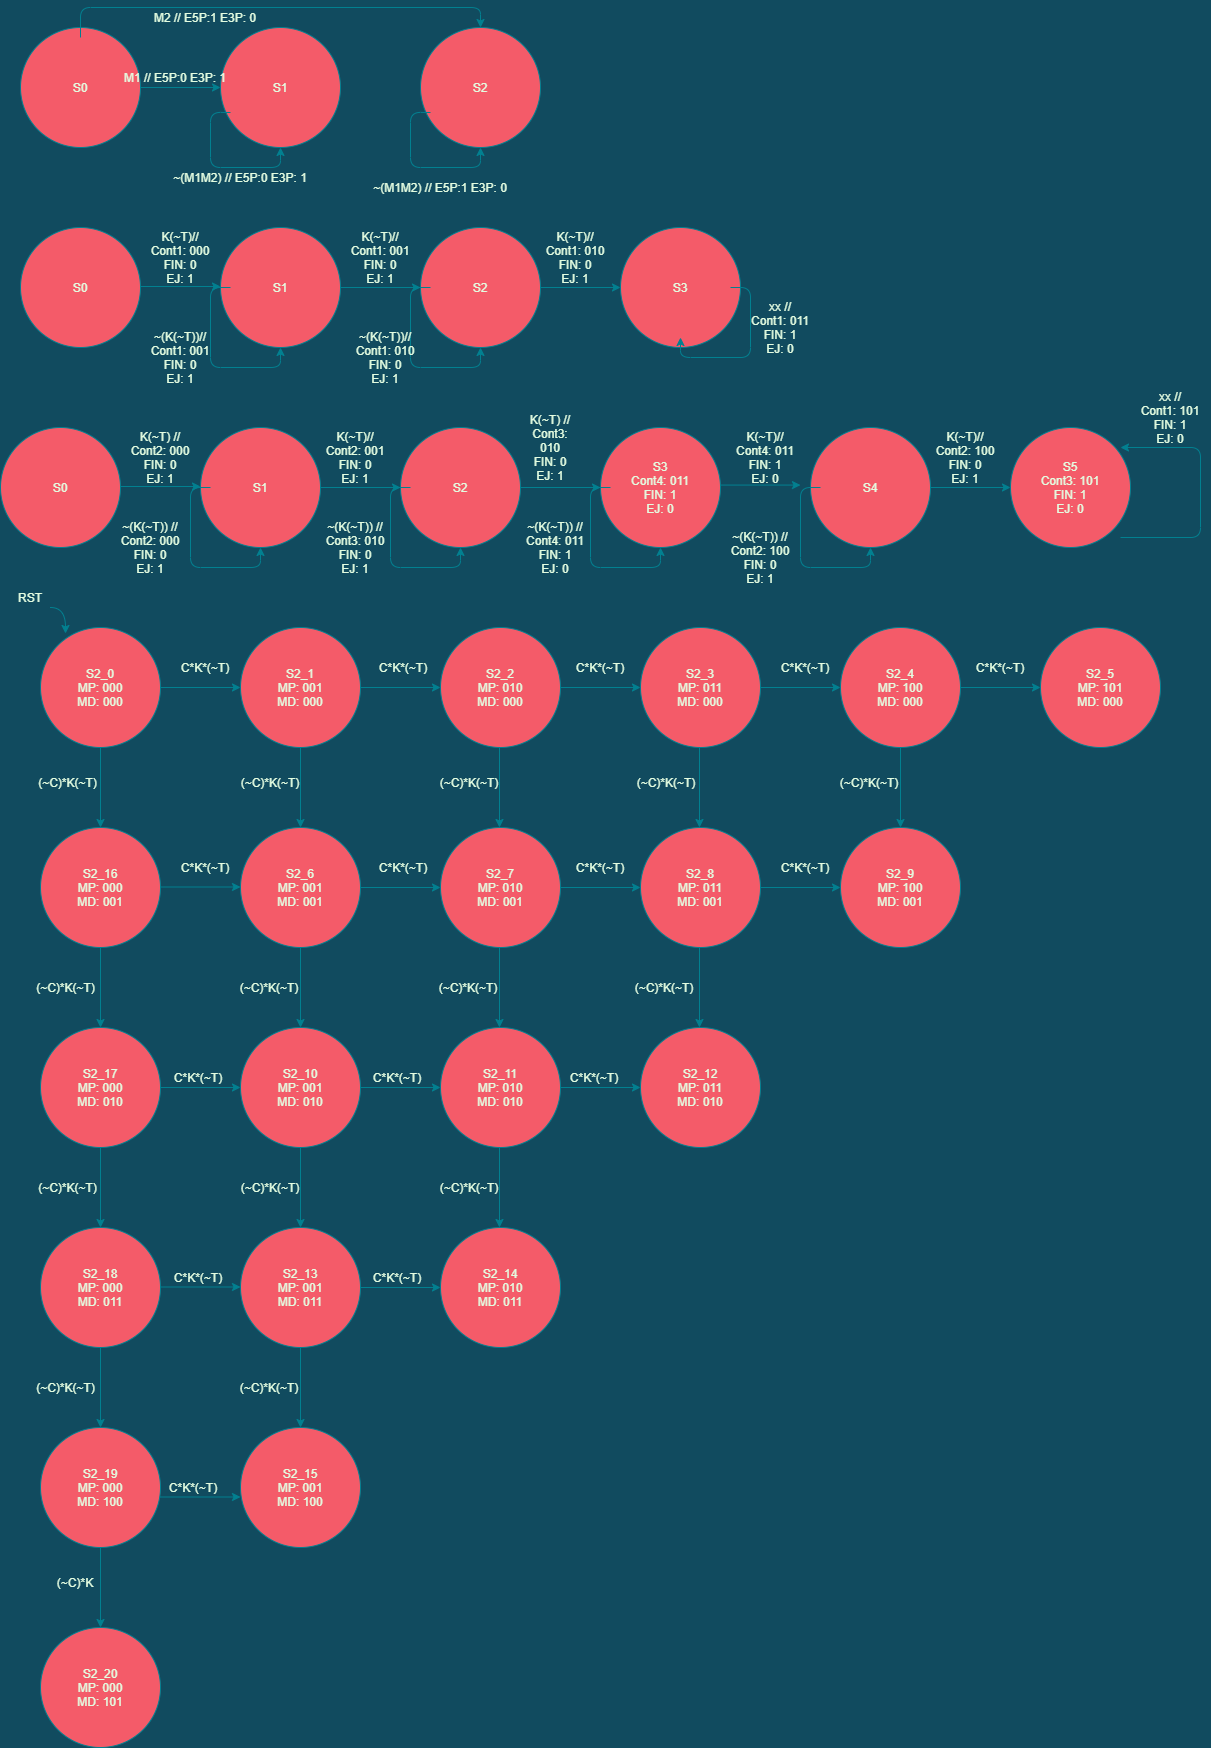 M2 // E5P:1 E3P: 0
S0
M1 // E5P:0 E3P: 1
S1
S2
~(M1M2) // E5P:0 E3P: 1
~(M1M2) // E5P:1 E3P: 0
S0
K(~T)//
Cont1: 000
FIN: 0
EJ: 1
S1
K(~T)//
Cont1: 001
FIN: 0
EJ: 1
S2
K(~T)//
Cont1: 010
FIN: 0
EJ: 1
S3
~(K(~T))//
Cont1: 001
FIN: 0
EJ: 1
~(K(~T))//
Cont1: 010
FIN: 0
EJ: 1
xx //
Cont1: 011
FIN: 1
EJ: 0
S0
K(~T) //
Cont2: 000
FIN: 0
EJ: 1
S1
K(~T)//
Cont2: 001
FIN: 0
EJ: 1
S2
K(~T) //
Cont3:
010
FIN: 0
EJ: 1
S3
Cont4: 011
FIN: 1
EJ: 0
K(~T)//
Cont4: 011
FIN: 1
EJ: 0
S4
K(~T)//
Cont2: 100
FIN: 0
EJ: 1
S5
Cont3: 101
FIN: 1
EJ: 0
xx //
Cont1: 101
FIN: 1
EJ: 0
~(K(~T)) //
Cont2: 000
FIN: 0
EJ: 1
~(K(~T)) //
Cont3: 010
FIN: 0
EJ: 1
~(K(~T)) //
Cont4: 011
FIN: 1
EJ: 0
~(K(~T)) //
Cont2: 100
FIN: 0
EJ: 1
RST
S2_0
MP: 000
MD: 000
C*K*(~T)
S2_1
MP: 001
MD: 000
C*K*(~T)
S2_2
MP: 010
MD: 000
C*K*(~T)
S2_3
MP: 011
MD: 000
C*K*(~T)
S2_4
MP: 100
MD: 000
C*K*(~T)
S2_5
MP: 101
MD: 000
(~C)*K(~T)
(~C)*K(~T)
(~C)*K(~T)
(~C)*K(~T)
(~C)*K(~T)
S2_16
MP: 000
MD: 001
C*K*(~T)
S2_6
MP: 001
MD: 001
C*K*(~T)
S2_7
MP: 010
MD: 001
C*K*(~T)
S2_8
MP: 011
MD: 001
C*K*(~T)
S2_9
MP: 100
MD: 001
(~C)*K(~T)
(~C)*K(~T)
(~C)*K(~T)
(~C)*K(~T)
S2_17
MP: 000
MD: 010
C*K*(~T)
S2_10
MP: 001
MD: 010
C*K*(~T)
S2_11
MP: 010
MD: 010
C*K*(~T)
S2_12
MP: 011
MD: 010
(~C)*K(~T)
(~C)*K(~T)
(~C)*K(~T)
S2_18
MP: 000
MD: 011
C*K*(~T)
S2_13
MP: 001
MD: 011
C*K*(~T)
S2_14
MP: 010
MD: 011
(~C)*K(~T)
(~C)*K(~T)
S2_19
MP: 000
MD: 100
C*K*(~T)
S2_15
MP: 001
MD: 100
(~C)*K
S2_20
MP: 000
MD: 101